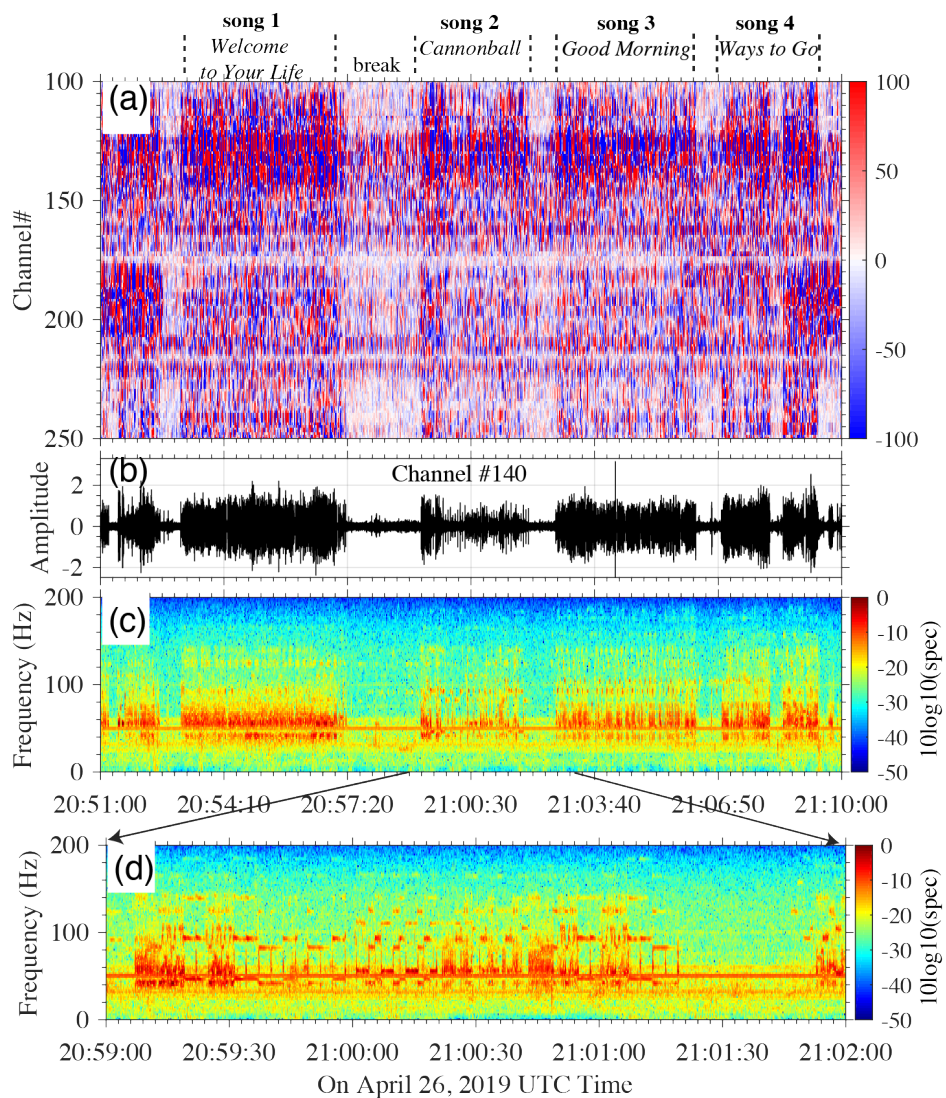 song 1
song 2
song 3
song 4
Welcome
to Your Life
break
Cannonball
Good Morning
Ways to Go
(a)
100
150
200
250
Channel#
100
50
0
-50
-100
(b)
Channel #140
2
0
-2
Amplitude
(c)
200
100
0
Frequency (Hz)
0
-10
-20
-30
-40
-50
10log10(spec)
20:51:00 20:54:10 20:57:20 21:00:30 21:03:40 21:06:50 21:10:00
(d)
200
100
0
Frequency (Hz)
0
-10
-20
-30
-40
-50
10log10(spec)
20:59:00 20:59:30 21:00:00 21:00:30 21:01:00 21:01:30 21:02:00
On April 26, 2019 UTC Time